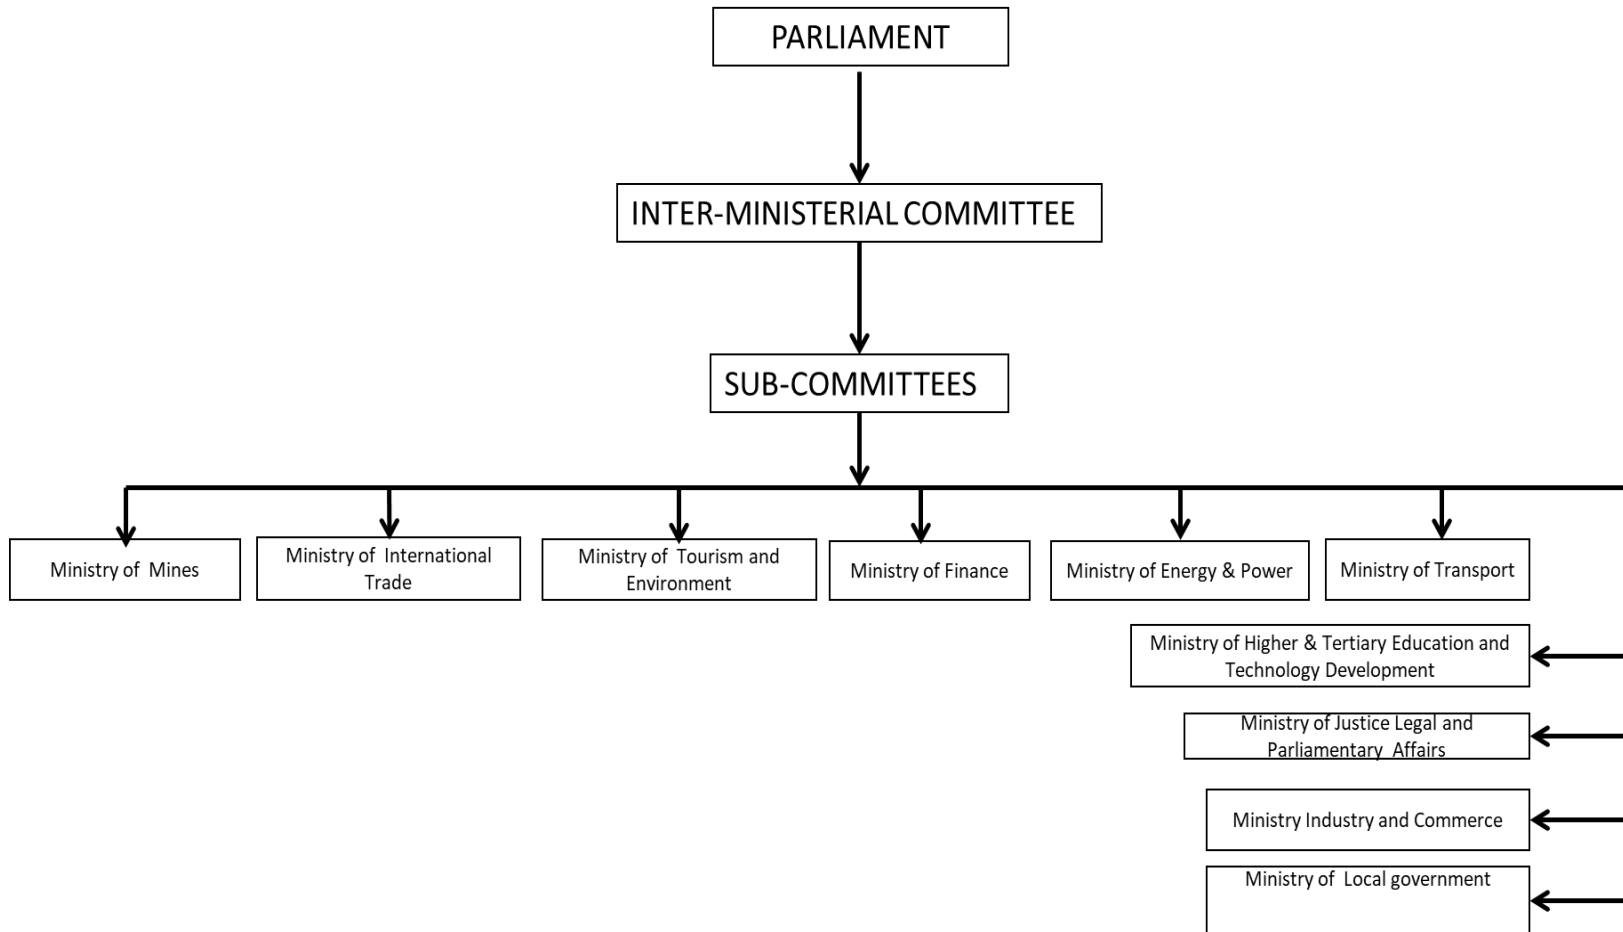 PARLIAMENT
INTER-MINISTERIAL COMMITTEE
SUB-COMMITTEES
Ministry of Mines
Ministry of International
Trade
Ministry of Tourism and
Environment
Ministry of Finance
Ministry of Energy & Power
Ministry of Transport
Ministry of Higher & Tertiary Education and
Technology Development
Ministry of Justice Legal and
Parliamentary Affairs
Ministry Industry and Commerce
Ministry of Local government